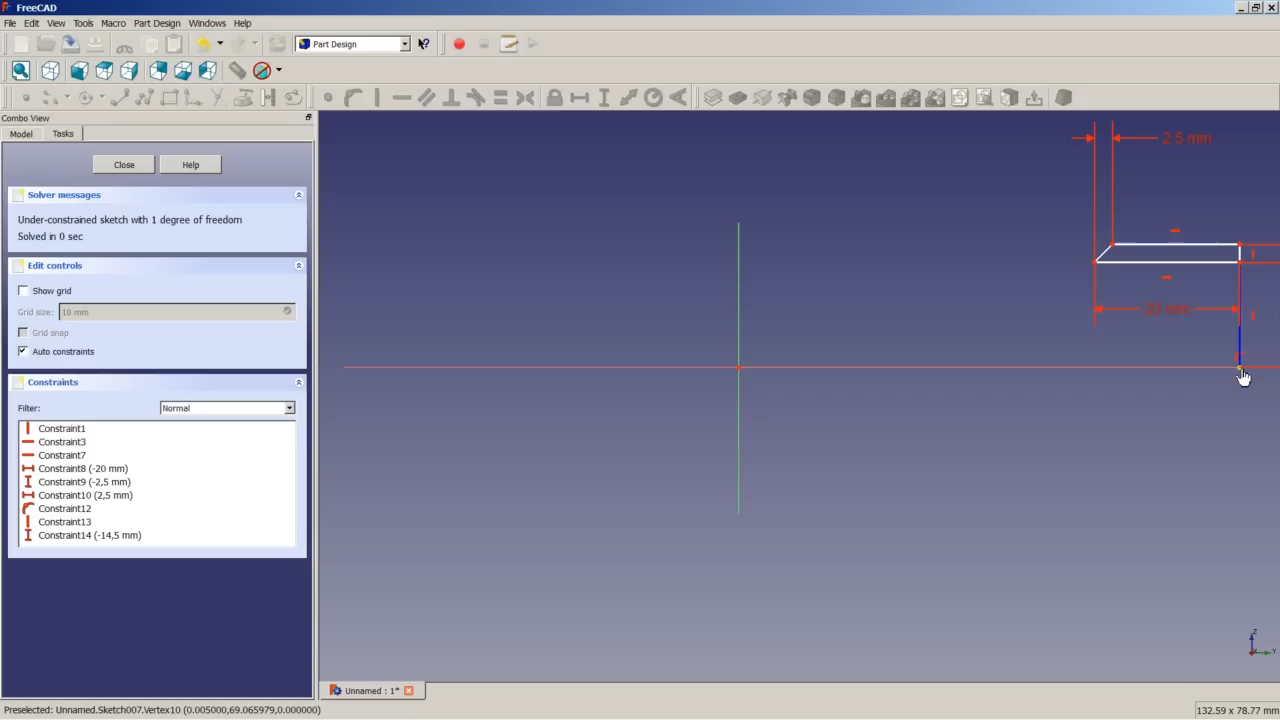 FreeCAD
File Edit View Tools Macro Part Design Windows Help
Part Design
Combo View
Model Tasks
Close Help
Solver messages
Under-constrained sketch with 1 degree of freedom
Solved in 0 sec
Edit controls
Show grid
Grid size: 10 mm
Grid snap
Auto constraints
Constraints
Filter: Normal
Constraint1
Constraint3
Constraint7
Constraint8 (-20 mm)
Constraint9 (-2,5 mm)
Constraint10 (2,5 mm)
Constraint12
Constraint13
Constraint14 (-14,5 mm)
2.5 mm
20 mm
Z
Y
Unnamed : 1*
Preselected: Unnamed.Sketch007.Vertex10 (0.005000,69.065979,0.000000)
132.59 x 78.77 mm